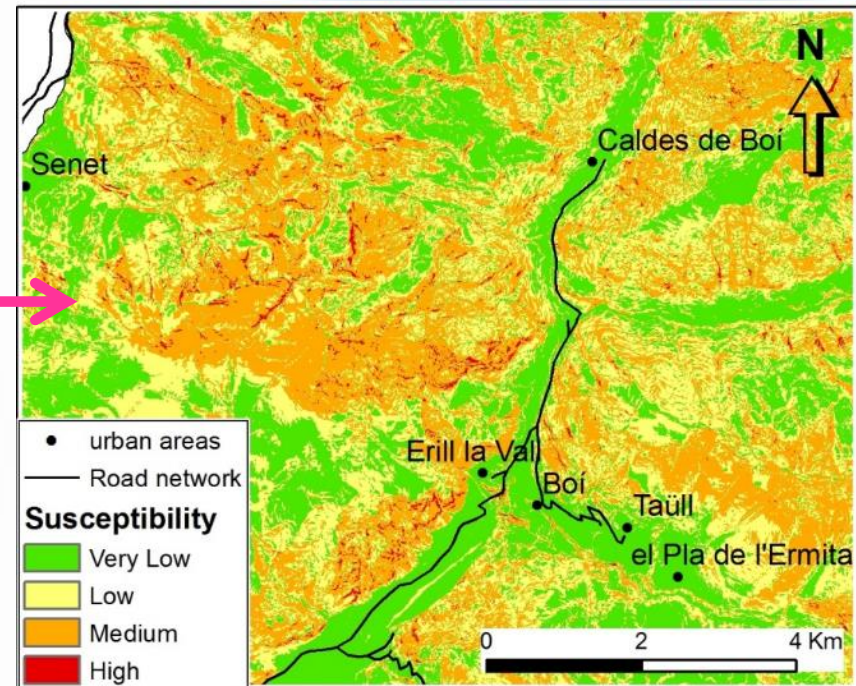 N
Caldes de Boí
Senet
Erill la Vall
Boí
Taüll
el Pla de l'Ermita
urban areas
Road network
Susceptibility
Very Low
Low
Medium
High
0 2 4 Km